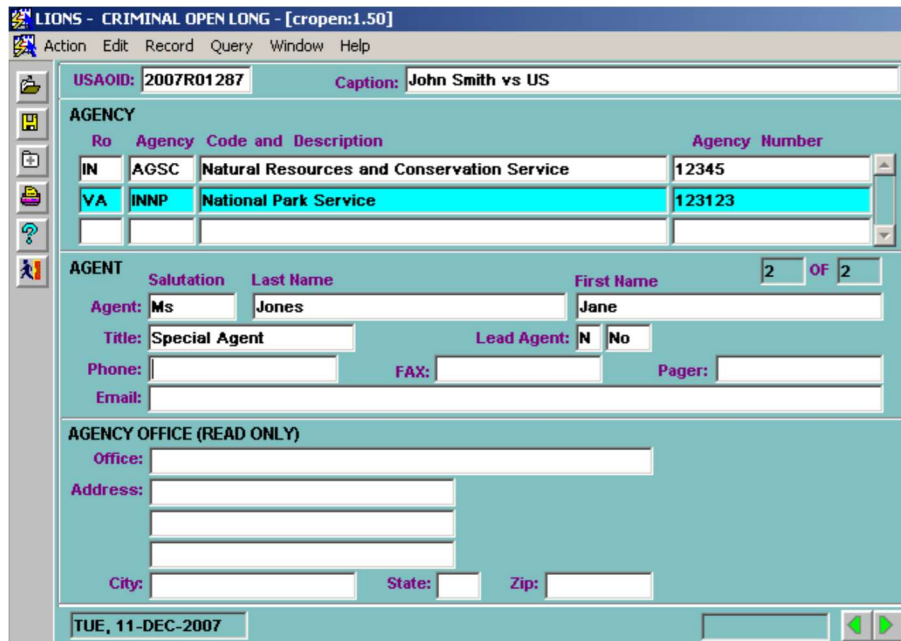 LIONS - CRIMINAL OPEN LONG - [cropen:1.50]
Action Edit Record Query Window Help
USAOID: 2007R01287 Caption: John Smith vs US
AGENCY
Ro Agency Code and Description Agency Number
IN AGSC Natural Resources and Conservation Service 12345
VA INNP National Park Service 123123
AGENT 2 OF 2
Salutation Last Name First Name
Agent: Ms Jones Jane
Title: Special Agent Lead Agent: N No
Phone: FAX: Pager:
Email:
AGENCY OFFICE (READ ONLY)
Office:
Address:
City: State: Zip:
TUE, 11-DEC-2007